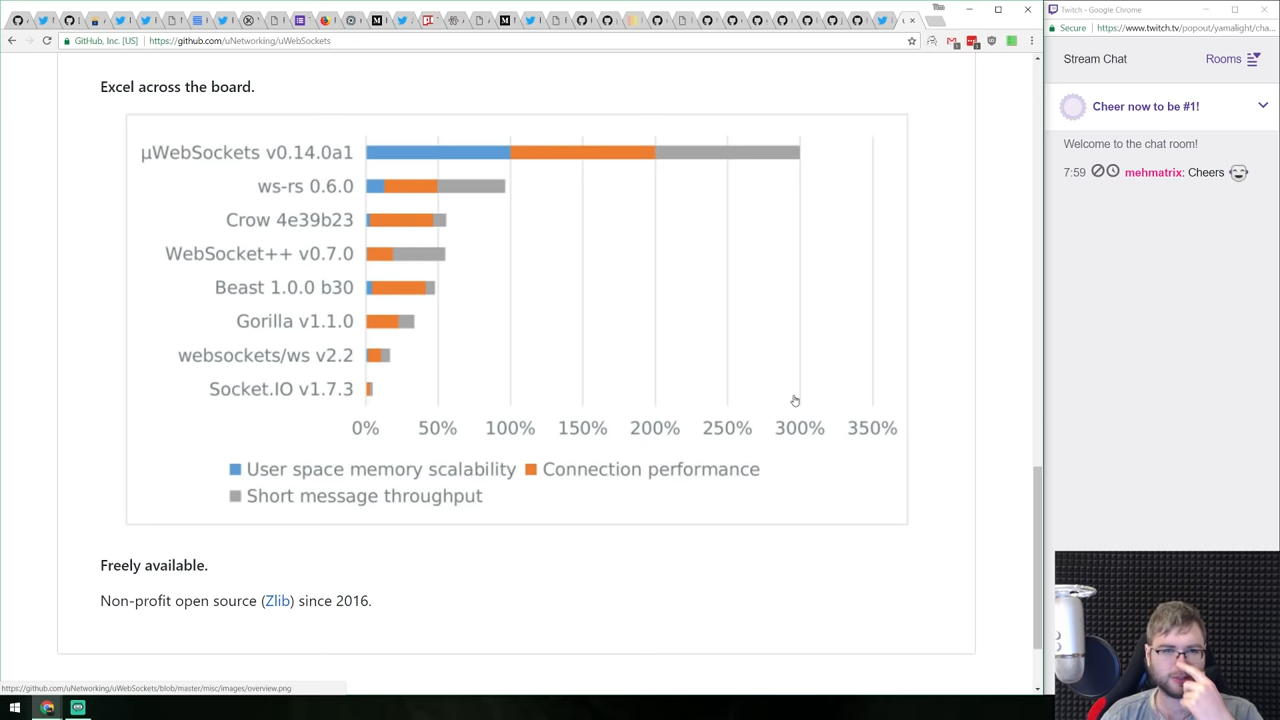 Tim
GitHub, Inc. [US]
https://github.com/uNetworking/uWebSockets
Excel across the board.
µWebSockets v0.14.0a1
ws-rs 0.6.0
Crow 4e39b23
WebSocket++ v0.7.0
Beast 1.0.0 b30
Gorilla v1.1.0
websockets/ws v2.2
Socket.IO v1.7.3
0% 50% 100% 150% 200% 250% 300% 350%
User space memory scalability Connection performance
Short message throughput
Freely available.
Non-profit open source (Zlib) since 2016.
https://github.com/uNetworking/uWebSockets/blob/master/misc/images/overview.png
Twitch - Google Chrome
Secure https://www.twitch.tv/popout/yamalight/cha...
Stream Chat Rooms
Cheer now to be #1!
Welcome to the chat room!
7:59 mehmatrix: Cheers